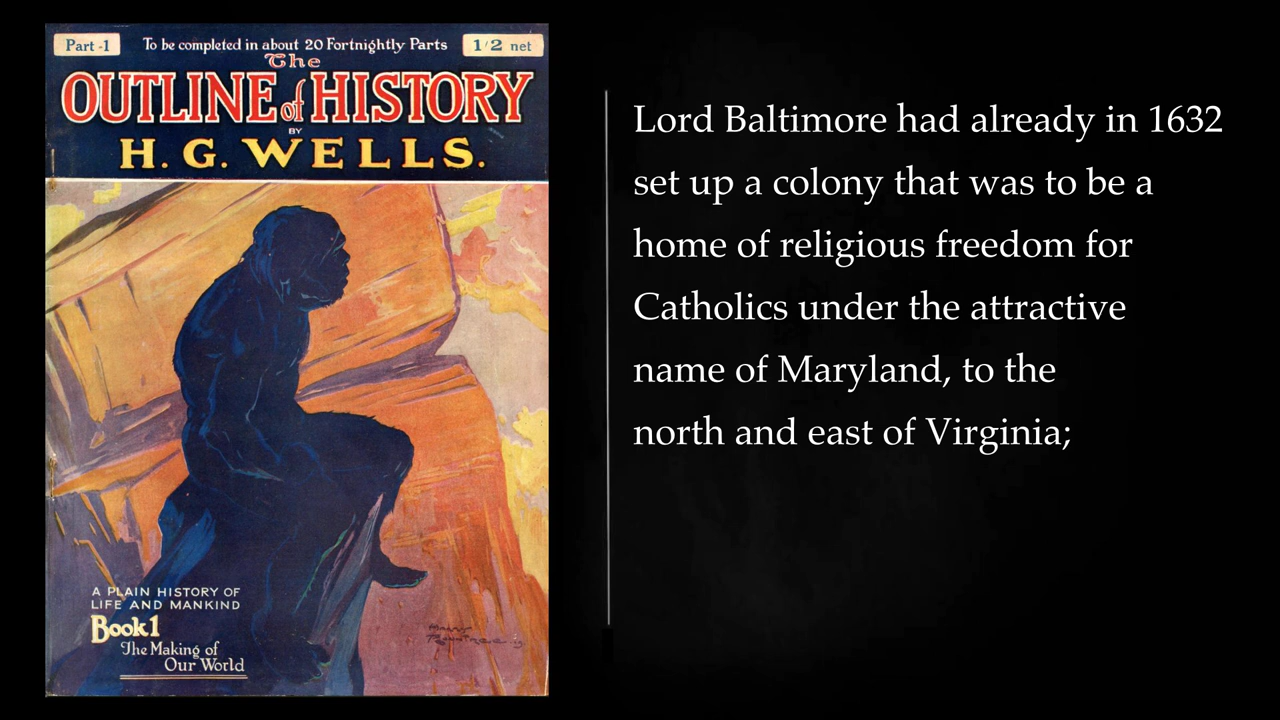 Part -1
To be completed in about 20 Fortnightly Parts
1/2 net
The
OUTLINE of HISTORY
BY
H. G. WELLS.
A PLAIN HISTORY OF
LIFE AND MANKIND
Book 1
The Making of
Our World
Lord Baltimore had already in 1632
set up a colony that was to be a
home of religious freedom for
Catholics under the attractive
name of Maryland, to the
north and east of Virginia;